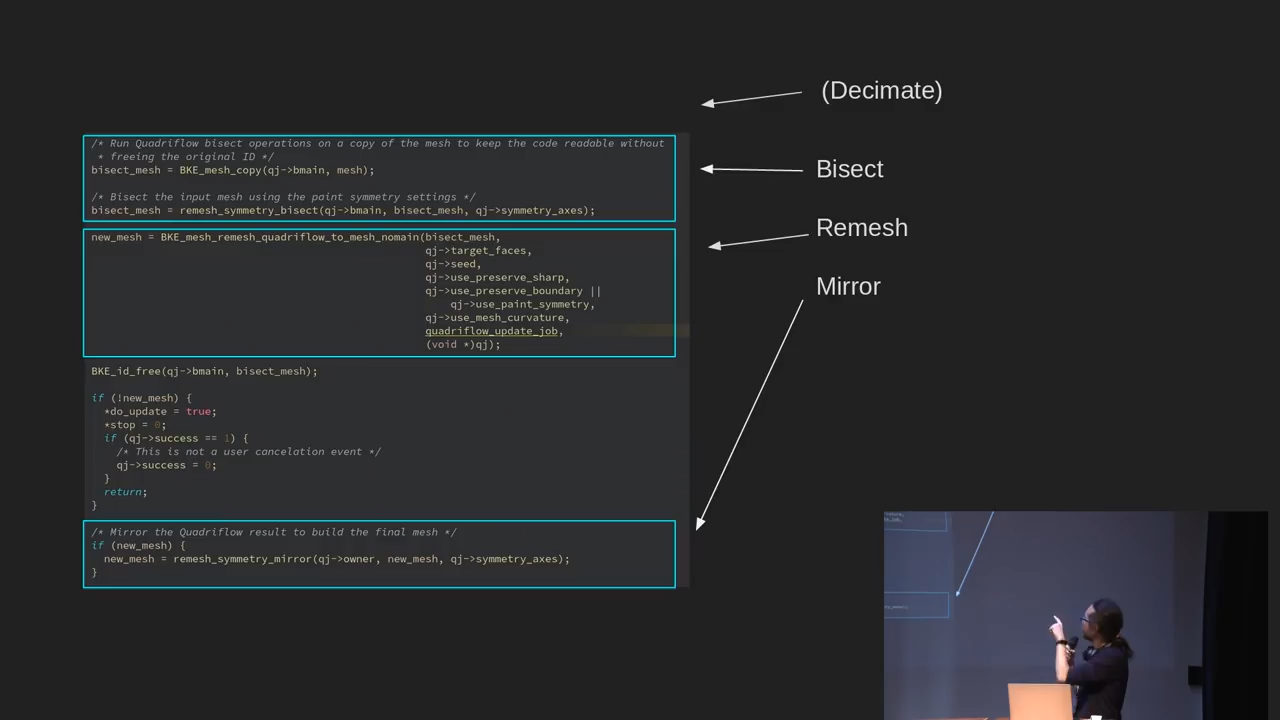 (Decimate)
Bisect
Remesh
Mirror
/* Run Quadriflow bisect operations on a copy of the mesh to keep the code readable without
 * freeing the original ID */
bisect_mesh = BKE_mesh_copy(qj->bmain, mesh);
/* Bisect the input mesh using the paint symmetry settings */
bisect_mesh = remesh_symmetry_bisect(qj->bmain, bisect_mesh, qj->symmetry_axes);
new_mesh = BKE_mesh_remesh_quadriflow_to_mesh_nomain(bisect_mesh,
qj->target_faces,
qj->seed,
qj->use_preserve_sharp,
qj->use_preserve_boundary ||
qj->use_paint_symmetry,
qj->use_mesh_curvature,
quadriflow_update_job,
(void *)qj);
BKE_id_free(qj->bmain, bisect_mesh);
if (!new_mesh) {
*do_update = true;
*stop = 0;
if (qj->success == 1) {
/* This is not a user cancelation event */
qj->success = 0;
}
return;
}
/* Mirror the Quadriflow result to build the final mesh */
if (new_mesh) {
new_mesh = remesh_symmetry_mirror(qj->owner, new_mesh, qj->symmetry_axes);
}